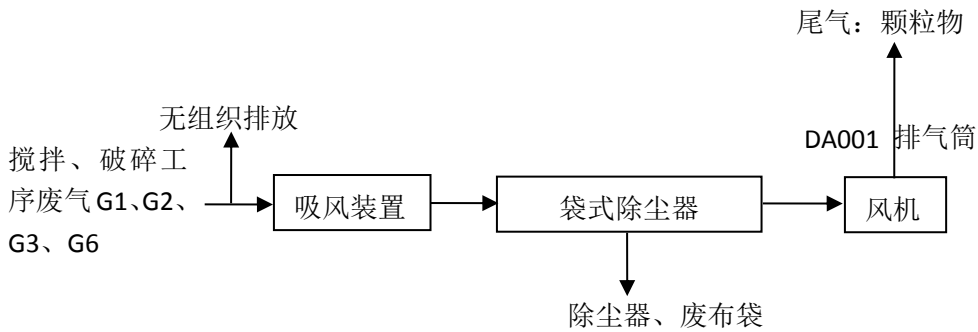 尾气：颗粒物
无组织排放
DA001 排气筒
搅拌、破碎工
序废气 G1、G2、
G3、G6
吸风装置
袋式除尘器
风机
除尘器、废布袋